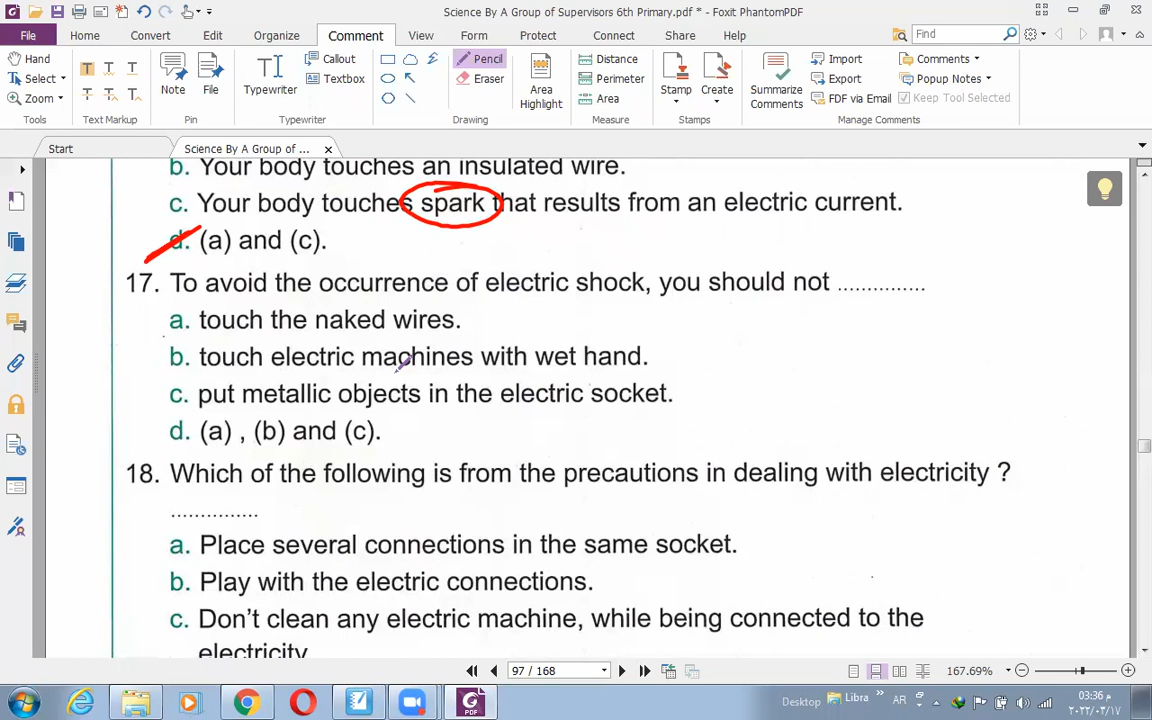 Science By A Group of Supervisors 6th Primary.pdf * - Foxit PhantomPDF
File Home Convert Edit Organize Comment View Form Protect Connect Share Help Find
Hand Select Zoom Tools
Text Markup
Note File Typewriter Callout Textbox Typewriter
Pencil Eraser Area Highlight Drawing
Distance Perimeter Area Measure
Stamp Create Stamps
Summarize Comments Import Export FDF via Email Comments Popup Notes Keep Tool Selected Manage Comments
Start Science By A Group of ...
b. Your body touches an insulated wire.
c. Your body touches spark that results from an electric current.
d. (a) and (c).
17. To avoid the occurrence of electric shock, you should not ...............
a. touch the naked wires.
b. touch electric machines with wet hand.
c. put metallic objects in the electric socket.
d. (a) , (b) and (c).
18. Which of the following is from the precautions in dealing with electricity ?
...............
a. Place several connections in the same socket.
b. Play with the electric connections.
c. Don't clean any electric machine, while being connected to the
electricity.
97 / 168 167.69%
Desktop Libra » AR 03:36 م
٢٠٢٢/٠٣/١٧